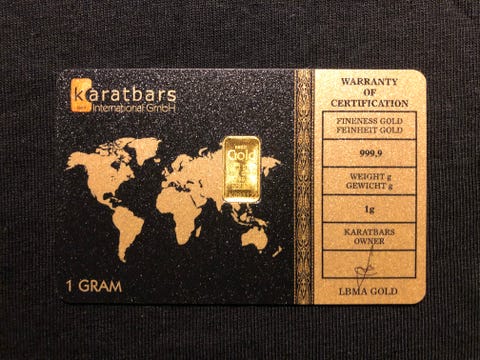 karatbars
International GmbH
Gold
1 GRAM
WARRANTY
OF
CERTIFICATION
FINENESS GOLD
FEINHEIT GOLD
999,9
WEIGHT g
GEWICHT g
1g
KARATBARS
OWNER
LBMA GOLD